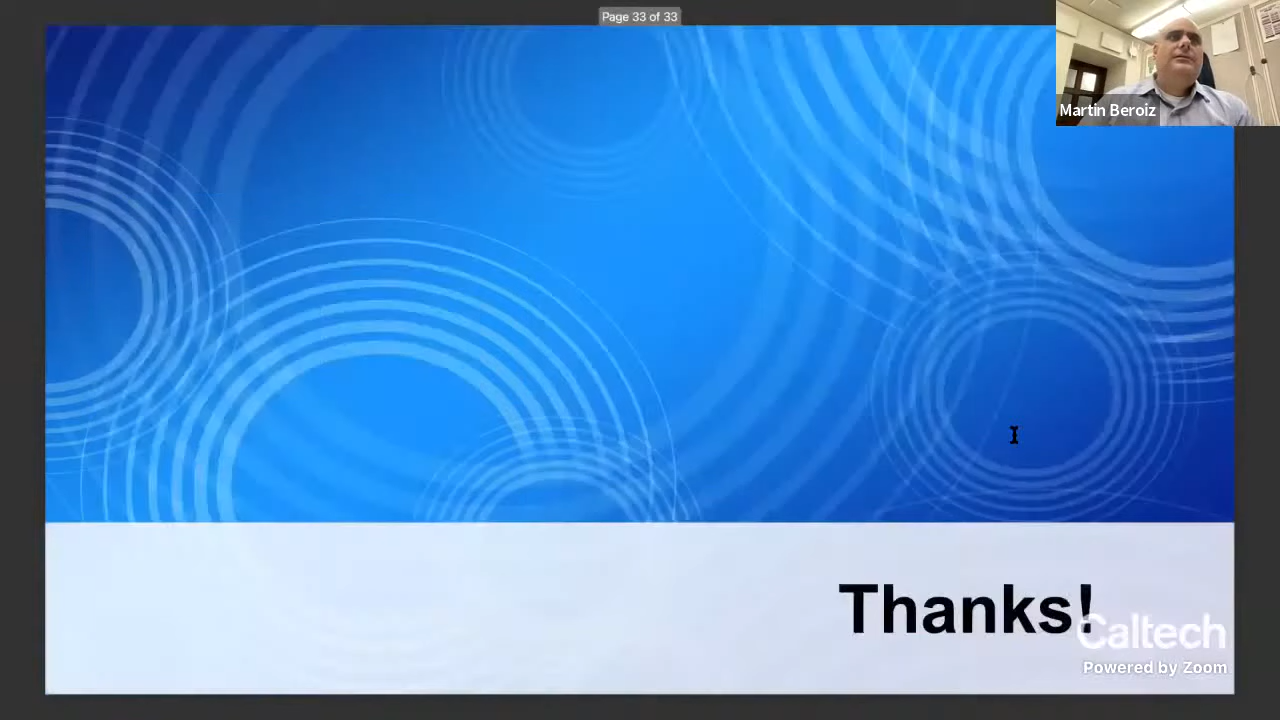 Page 33 of 33
Martin Beroiz
Thanks!
Caltech
Powered by Zoom